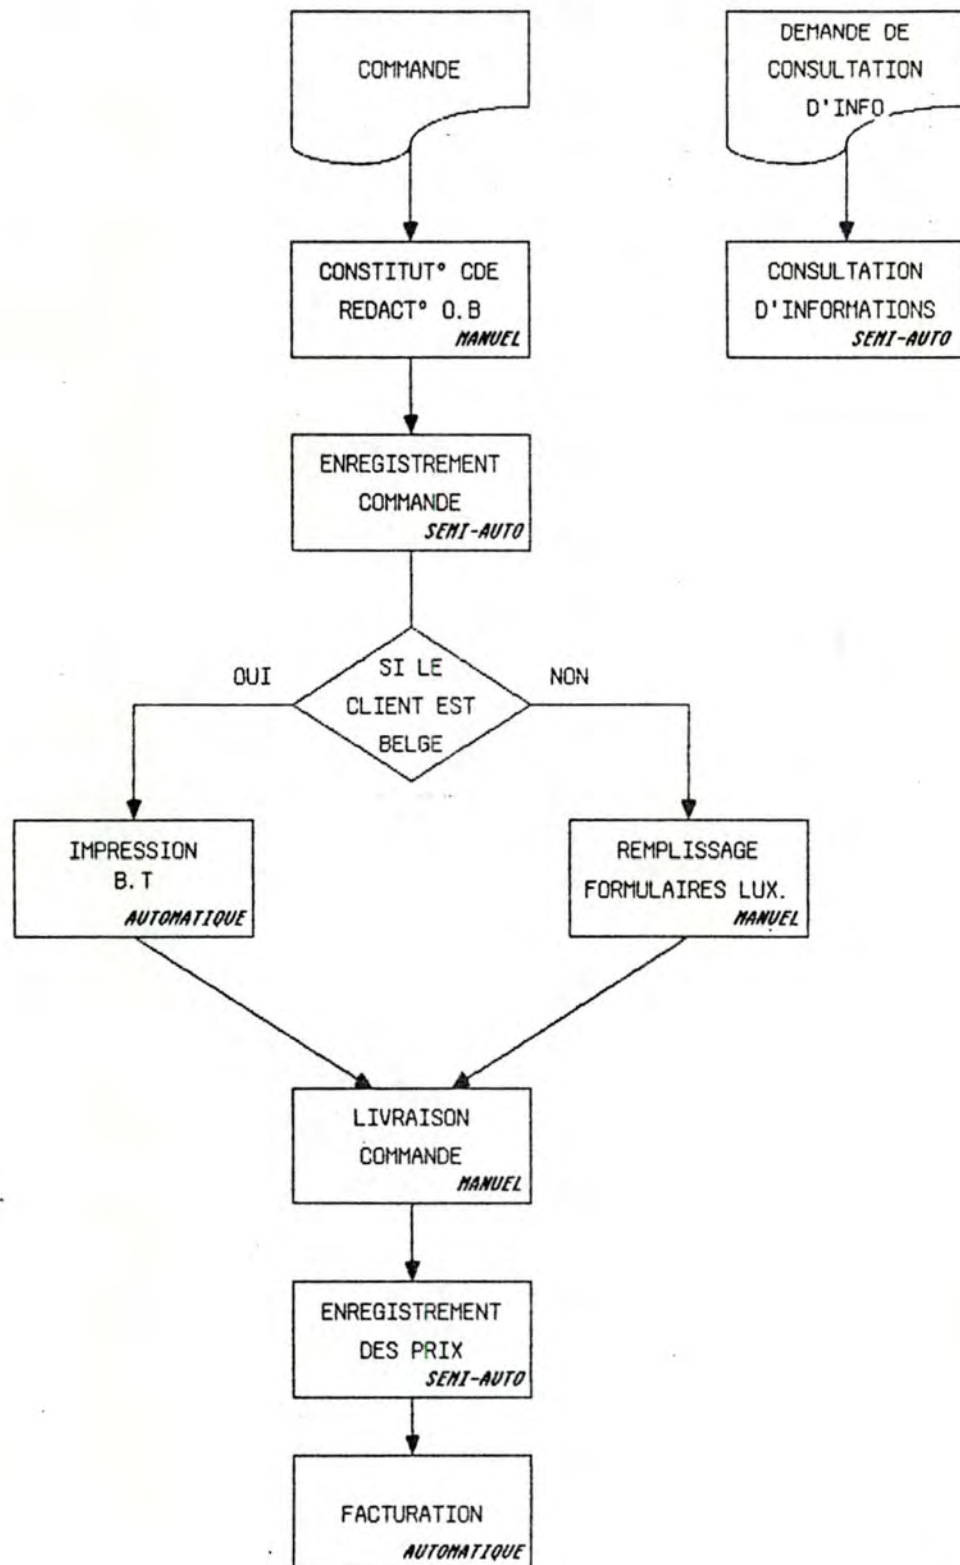 COMMANDE
DEMANDE DE
CONSULTATION
D'INFO
CONSTITUT° CDE
REDACT° O.B
MANUEL
CONSULTATION
D'INFORMATIONS
SEMI-AUTO
ENREGISTREMENT
COMMANDE
SEMI-AUTO
SI LE
CLIENT EST
BELGE
OUI
NON
IMPRESSION
B.T
AUTOMATIQUE
REMPLISSAGE
FORMULAIRES LUX.
MANUEL
LIVRAISON
COMMANDE
MANUEL
ENREGISTREMENT
DES PRIX
SEMI-AUTO
FACTURATION
AUTOMATIQUE